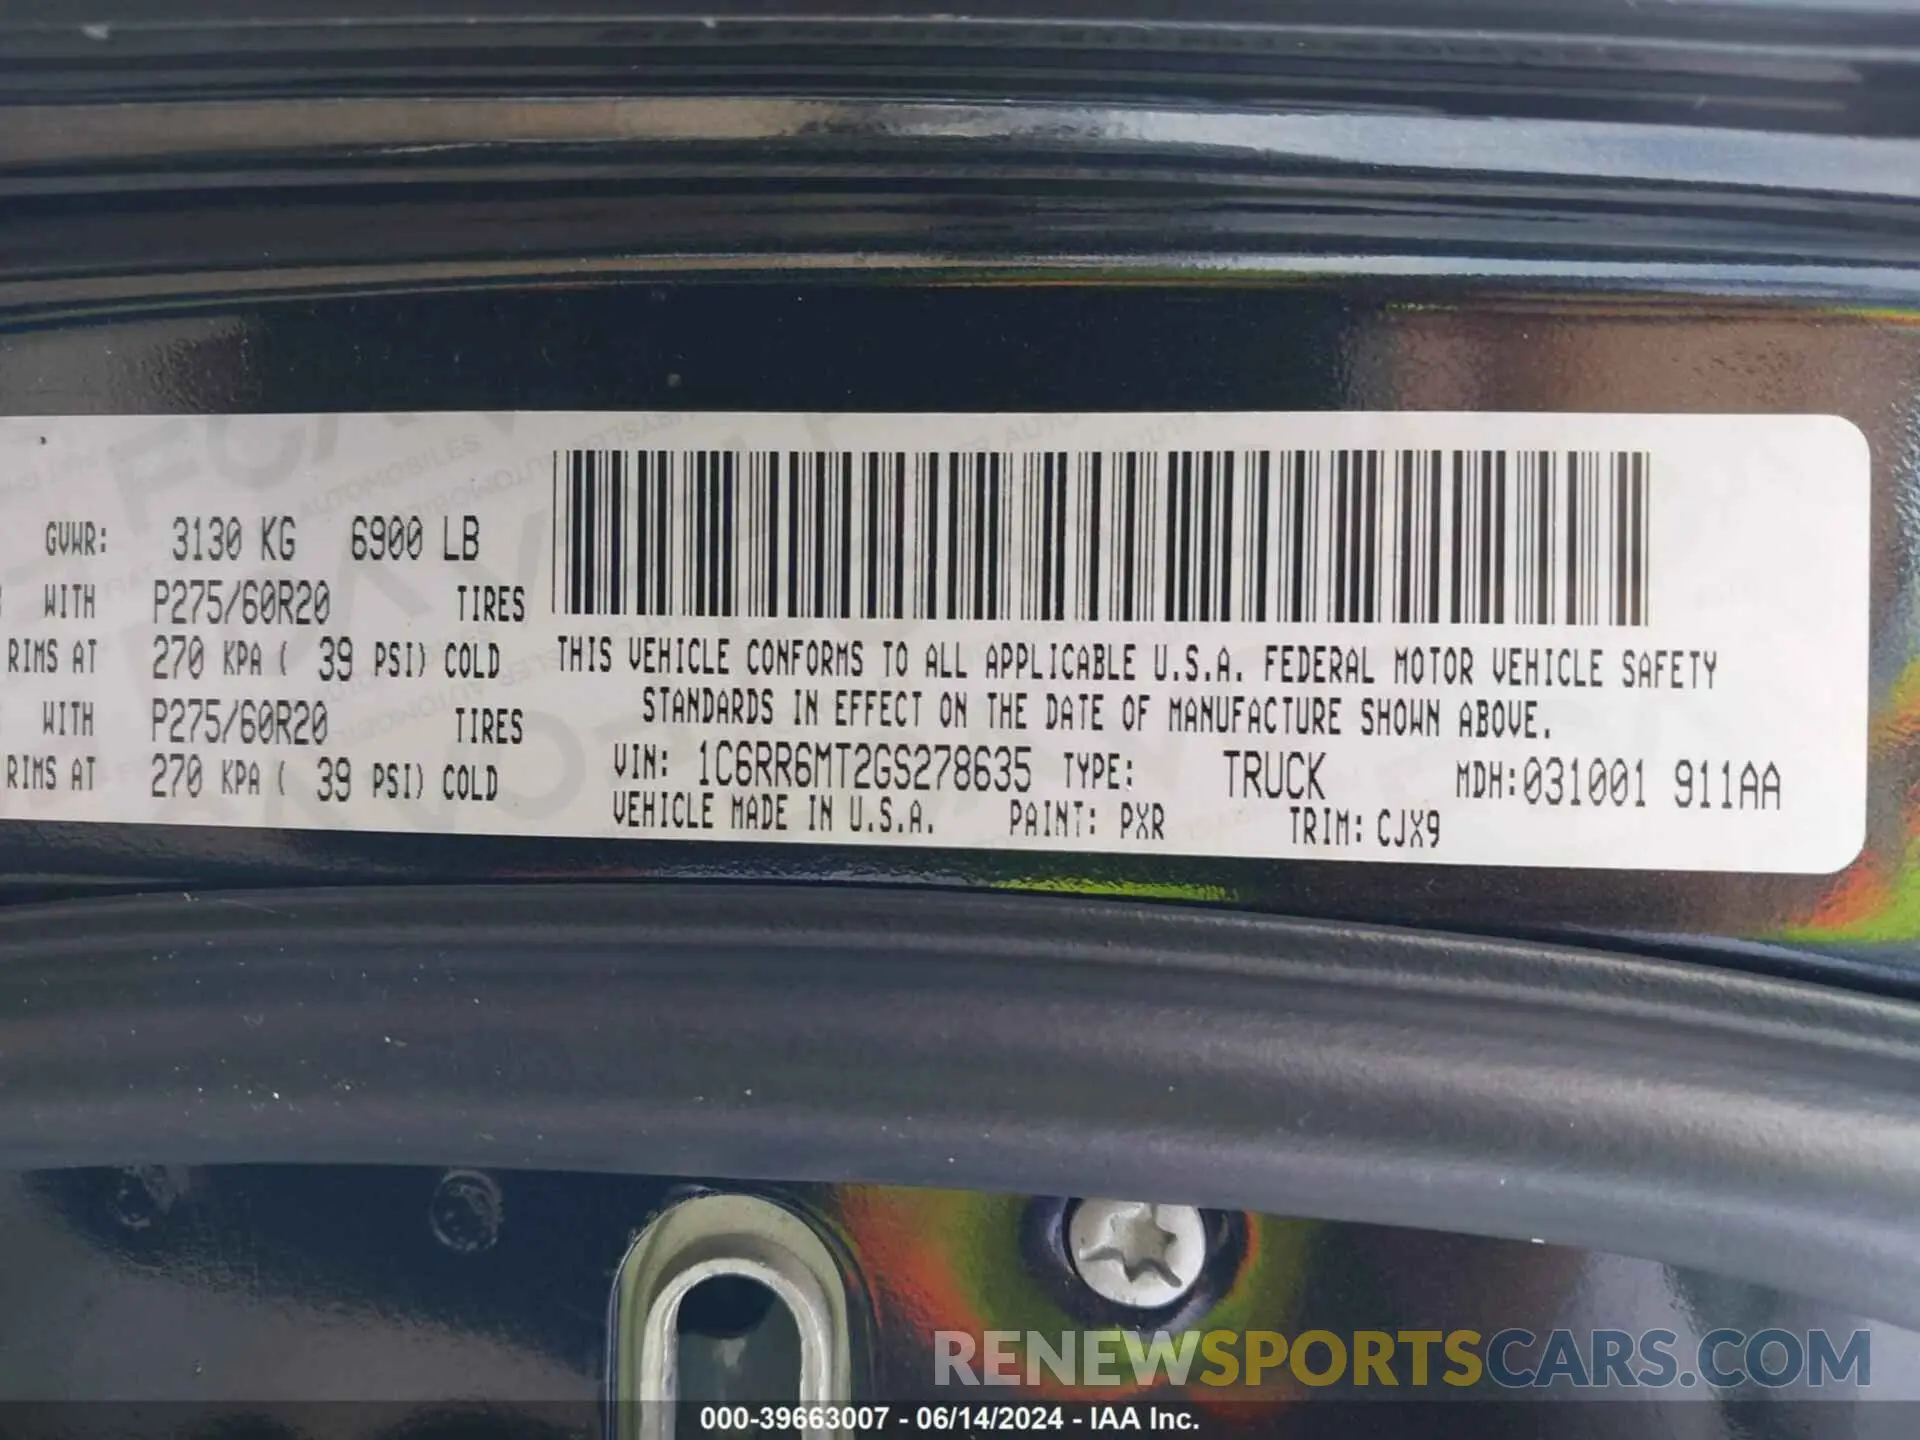 GVWR: 3130 KG 6900 LB
WITH P275/60R20 TIRES
RIMS AT 270 KPA ( 39 PSI) COLD
WITH P275/60R20 TIRES
RIMS AT 270 KPA ( 39 PSI) COLD
THIS VEHICLE CONFORMS TO ALL APPLICABLE U.S.A. FEDERAL MOTOR VEHICLE SAFETY
STANDARDS IN EFFECT ON THE DATE OF MANUFACTURE SHOWN ABOVE.
VIN: 1C6RR6MT2GS278635 TYPE: TRUCK MDH:031001 911AA
VEHICLE MADE IN U.S.A. PAINT: PXR TRIM: CJX9
RENEWSPORTSCARS.COM
000-39663007 - 06/14/2024 - IAA Inc.